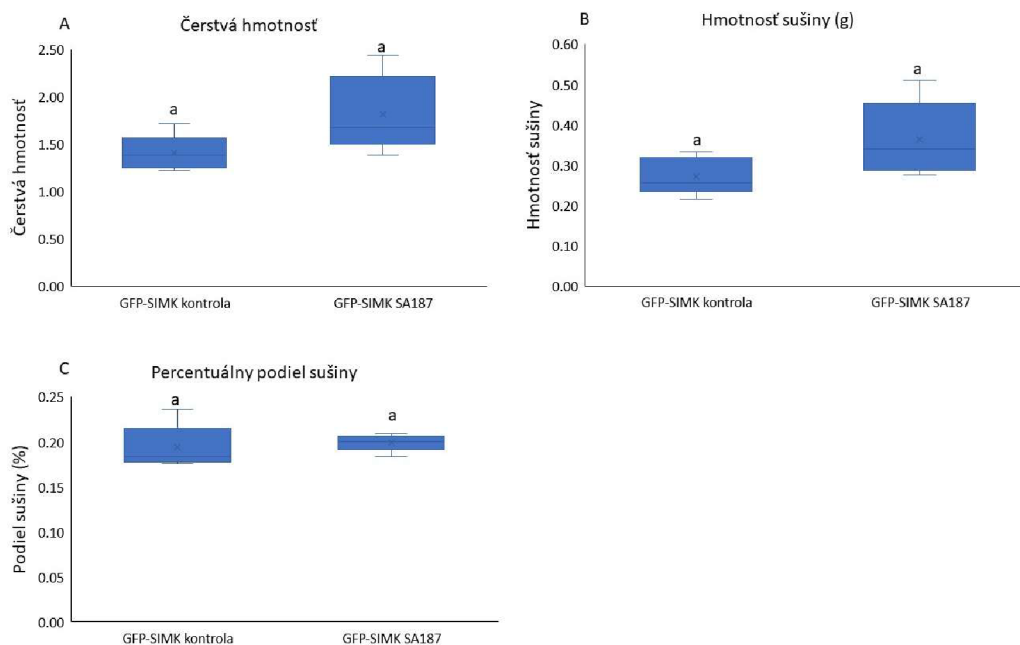 A
Čerstvá hmotnosť
Čerstvá hmotnosť
2.50
2.00
1.50
1.00
0.50
0.00
a
a
GFP-SIMK kontrola
GFP-SIMK SA187
B
Hmotnosť sušiny (g)
Hmotnosť sušiny
0.60
0.50
0.40
0.30
0.20
0.10
0.00
a
a
GFP-SIMK kontrola
GFP-SIMK SA187
C
Percentuálny podiel sušiny
Podiel sušiny (%)
0.25
0.20
0.15
0.10
0.05
0.00
a
a
GFP-SIMK kontrola
GFP-SIMK SA187